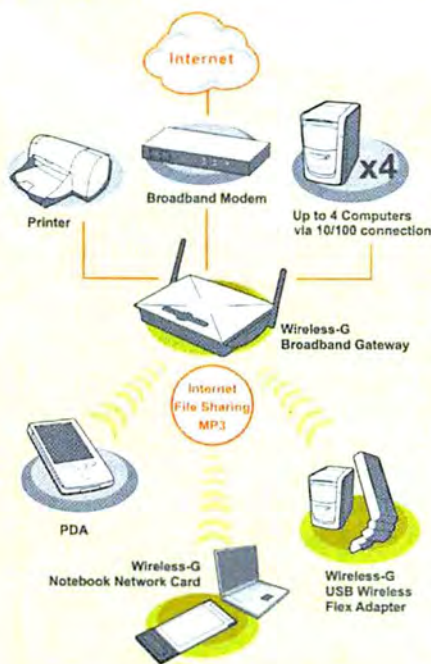 Internet
Printer
Broadband Modem
x4
Up to 4 Computers
via 10/100 connection
Wireless-G
Broadband Gateway
Internet
File Sharing
MP3
PDA
Wireless-G
Notebook Network Card
Wireless-G
USB Wireless
Flex Adapter